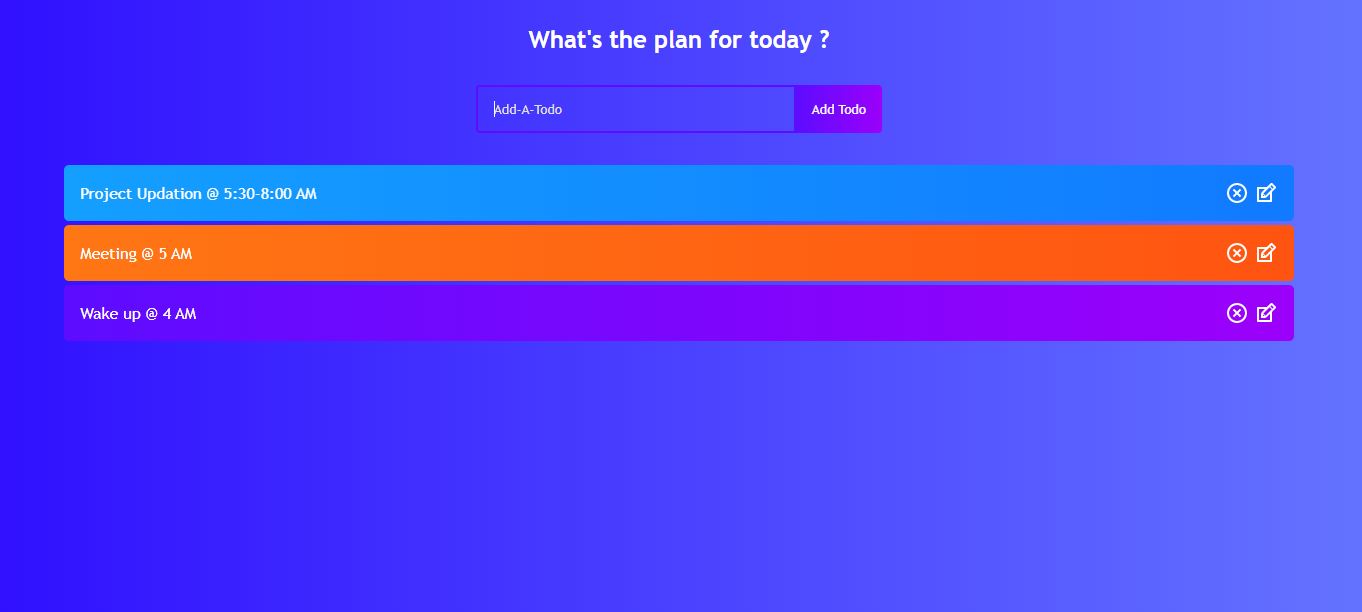 What's the plan for today ?
Add-A-Todo
Add Todo
Project Updation @ 5:30-8:00 AM
Meeting @ 5 AM
Wake up @ 4 AM